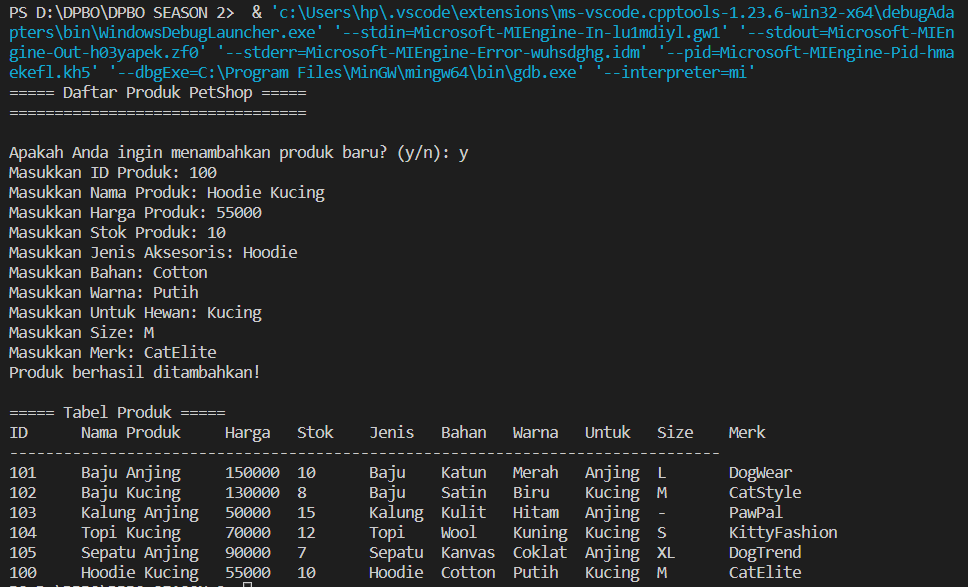 PS D:\DPBO\DPBO SEASON 2>  & 'c:\Users\hp\.vscode\extensions\ms-vscode.cpptools-1.23.6-win32-x64\debugAda
pters\bin\WindowsDebugLauncher.exe' '--stdin=Microsoft-MIEngine-In-lu1mdiyl.gw1' '--stdout=Microsoft-MIEn
gine-Out-h03yapek.zf0' '--stderr=Microsoft-MIEngine-Error-wuhsdghg.idm' '--pid=Microsoft-MIEngine-Pid-hma
ekefl.kh5' '--dbgExe=C:\Program Files\MinGW\mingw64\bin\gdb.exe' '--interpreter=mi'
===== Daftar Produk PetShop =====
=================================
Apakah Anda ingin menambahkan produk baru? (y/n): y
Masukkan ID Produk: 100
Masukkan Nama Produk: Hoodie Kucing
Masukkan Harga Produk: 55000
Masukkan Stok Produk: 10
Masukkan Jenis Aksesoris: Hoodie
Masukkan Bahan: Cotton
Masukkan Warna: Putih
Masukkan Untuk Hewan: Kucing
Masukkan Size: M
Masukkan Merk: CatElite
Produk berhasil ditambahkan!
===== Tabel Produk =====
ID      Nama Produk     Harga   Stok    Jenis   Bahan   Warna   Untuk   Size    Merk
-------------------------------------------------------------------------------
101     Baju Anjing     150000  10      Baju    Katun   Merah   Anjing  L       DogWear
102     Baju Kucing     130000  8       Baju    Satin   Biru    Kucing  M       CatStyle
103     Kalung Anjing   50000   15      Kalung  Kulit   Hitam   Anjing  -       PawPal
104     Topi Kucing     70000   12      Topi    Wool    Kuning  Kucing  S       KittyFashion
105     Sepatu Anjing   90000   7       Sepatu  Kanvas  Coklat  Anjing  XL      DogTrend
100     Hoodie Kucing   55000   10      Hoodie  Cotton  Putih   Kucing  M       CatElite